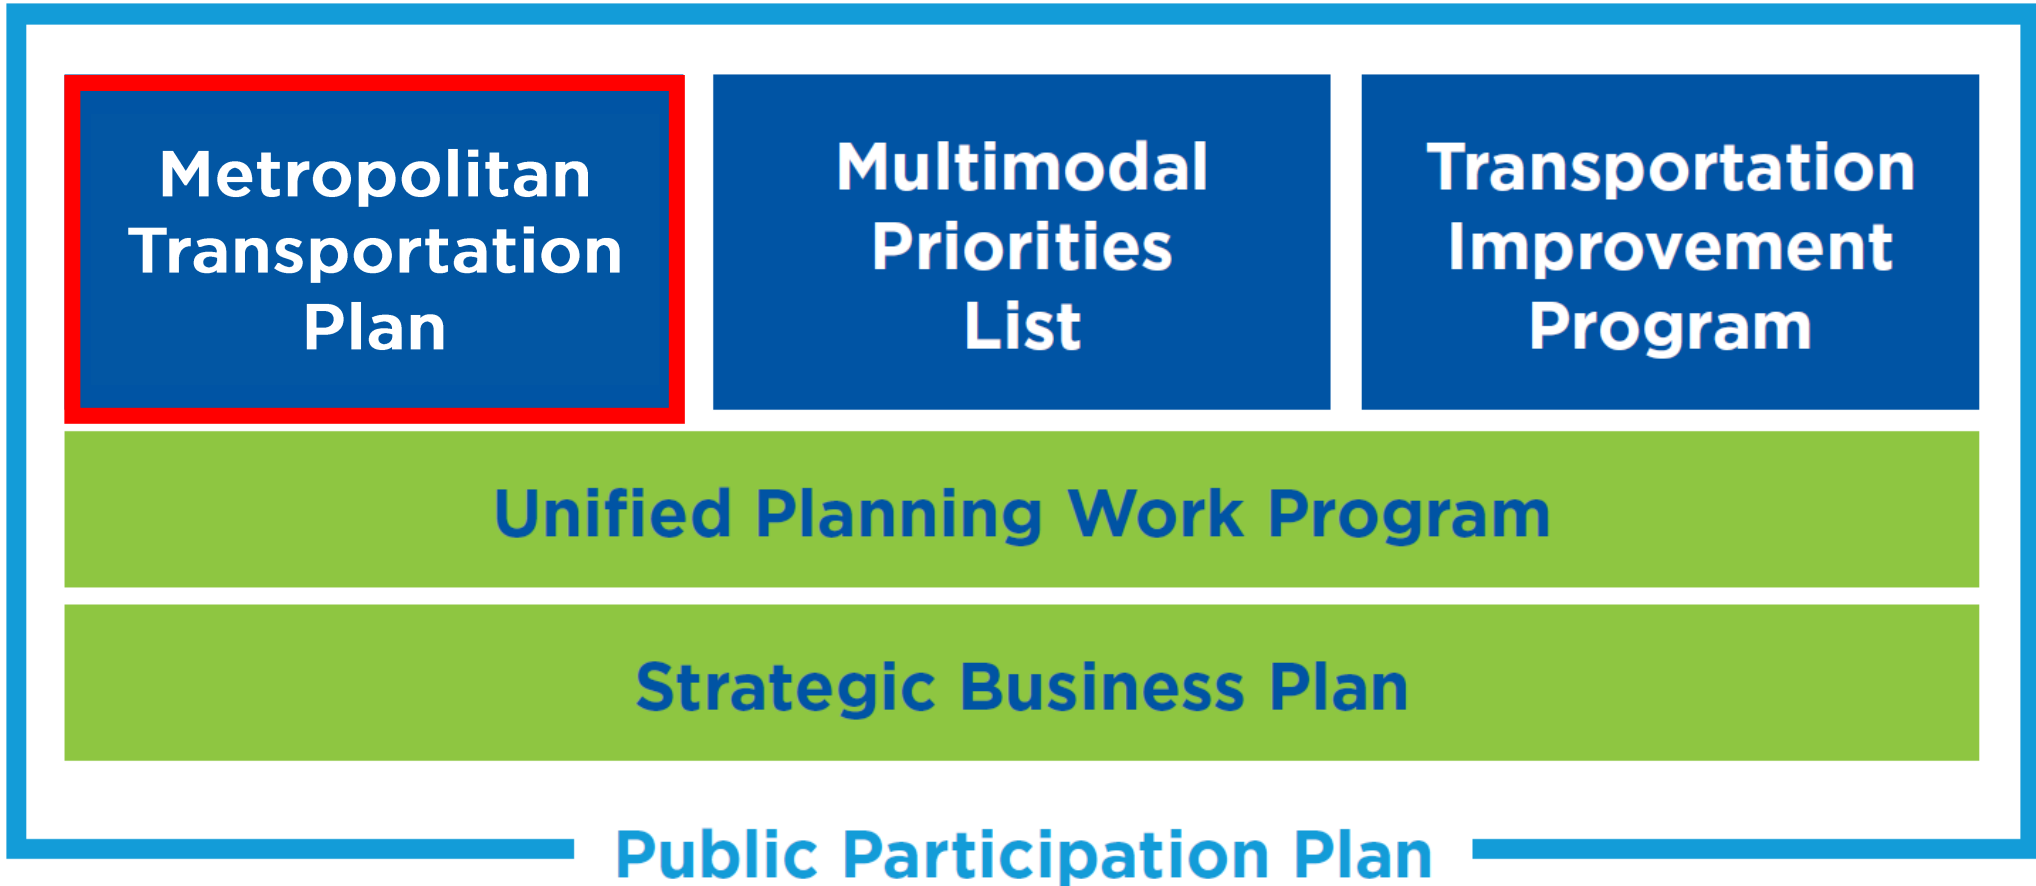 Metropolitan
Transportation
Plan
Multimodal
Priorities
List
Transportation
Improvement
Program
Unified Planning Work Program
Strategic Business Plan
Public Participation Plan